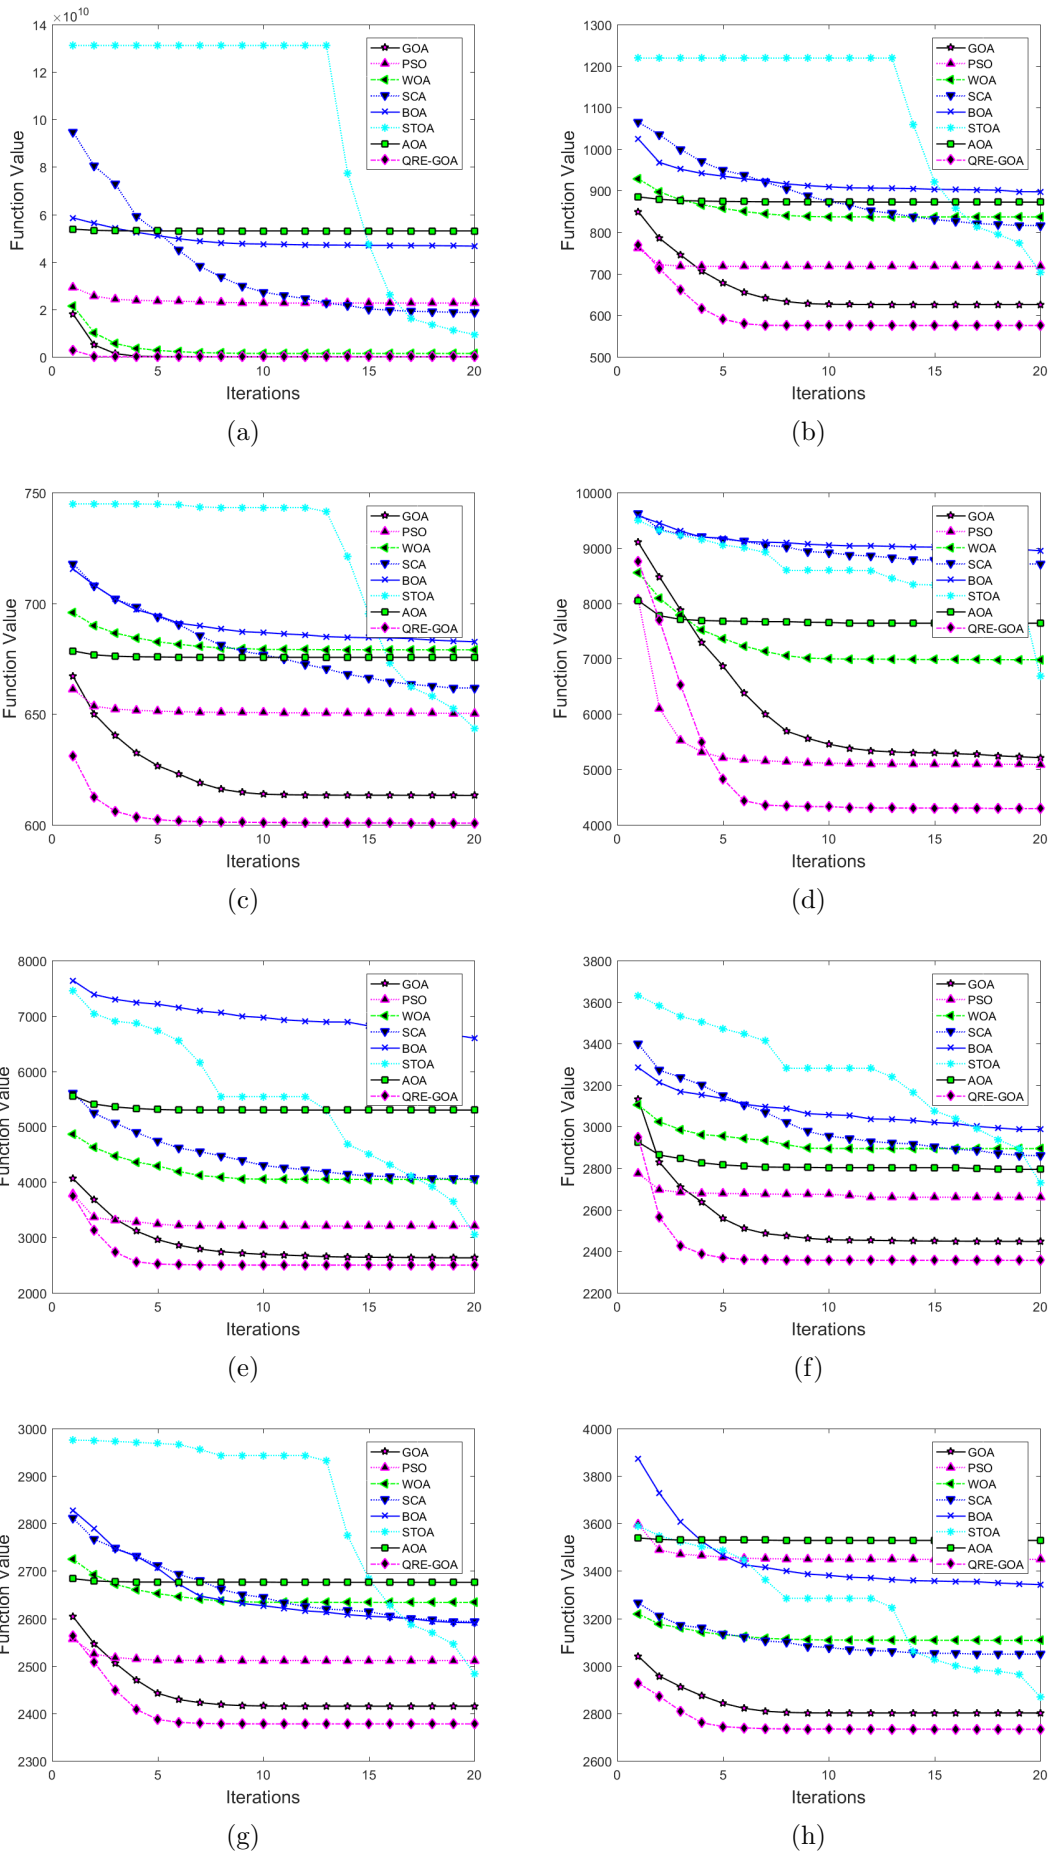 ×10^10
14
12
10
8
6
4
2
0
Function Value
0 5 10 15 20
Iterations
GOA
PSO
WOA
SCA
BOA
STOA
AOA
QRE-GOA
(a)
1300
1200
1100
1000
900
800
700
600
500
Function Value
0 5 10 15 20
Iterations
GOA
PSO
WOA
SCA
BOA
STOA
AOA
QRE-GOA
(b)
750
700
650
600
Function Value
0 5 10 15 20
Iterations
GOA
PSO
WOA
SCA
BOA
STOA
AOA
QRE-GOA
(c)
10000
9000
8000
7000
6000
5000
4000
Function Value
0 5 10 15 20
Iterations
GOA
PSO
WOA
SCA
BOA
STOA
AOA
QRE-GOA
(d)
8000
7000
6000
5000
4000
3000
2000
Function Value
0 5 10 15 20
Iterations
GOA
PSO
WOA
SCA
BOA
STOA
AOA
QRE-GOA
(e)
3800
3600
3400
3200
3000
2800
2600
2400
2200
Function Value
0 5 10 15 20
Iterations
GOA
PSO
WOA
SCA
BOA
STOA
AOA
QRE-GOA
(f)
3000
2900
2800
2700
2600
2500
2400
2300
Function Value
0 5 10 15 20
Iterations
GOA
PSO
WOA
SCA
BOA
STOA
AOA
QRE-GOA
(g)
4000
3800
3600
3400
3200
3000
2800
2600
Function Value
0 5 10 15 20
Iterations
GOA
PSO
WOA
SCA
BOA
STOA
AOA
QRE-GOA
(h)